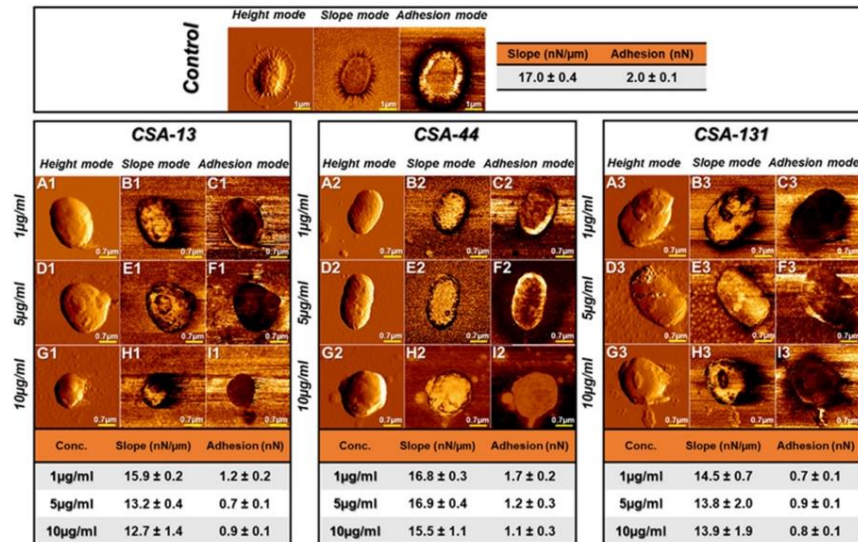 Height mode Slope mode Adhesion mode
Control
1µm 1µm 1µm
Slope (nN/µm) Adhesion (nN)
17.0 ± 0.4 2.0 ± 0.1
CSA-13
Height mode Slope mode Adhesion mode
1µg/ml
A1 B1 C1
0.7µm 0.7µm 0.7µm
5µg/ml
D1 E1 F1
0.7µm 0.7µm 0.7µm
10µg/ml
G1 H1 I1
0.7µm 0.7µm 0.7µm
Conc. Slope (nN/µm) Adhesion (nN)
1µg/ml 15.9 ± 0.2 1.2 ± 0.2
5µg/ml 13.2 ± 0.4 0.7 ± 0.1
10µg/ml 12.7 ± 1.4 0.9 ± 0.1
CSA-44
Height mode Slope mode Adhesion mode
1µg/ml
A2 B2 C2
0.7µm 0.7µm 0.7µm
5µg/ml
D2 E2 F2
0.7µm 0.7µm 0.7µm
10µg/ml
G2 H2 I2
0.7µm 0.7µm 0.7µm
Conc. Slope (nN/µm) Adhesion (nN)
1µg/ml 16.8 ± 0.3 1.7 ± 0.2
5µg/ml 16.9 ± 0.4 1.2 ± 0.3
10µg/ml 15.5 ± 1.1 1.1 ± 0.3
CSA-131
Height mode Slope mode Adhesion mode
1µg/ml
A3 B3 C3
0.7µm 0.7µm 0.7µm
5µg/ml
D3 E3 F3
0.7µm 0.7µm 0.7µm
10µg/ml
G3 H3 I3
0.7µm 0.7µm 0.7µm
Conc. Slope (nN/µm) Adhesion (nN)
1µg/ml 14.5 ± 0.7 0.7 ± 0.1
5µg/ml 13.8 ± 2.0 0.9 ± 0.1
10µg/ml 13.9 ± 1.9 0.8 ± 0.1